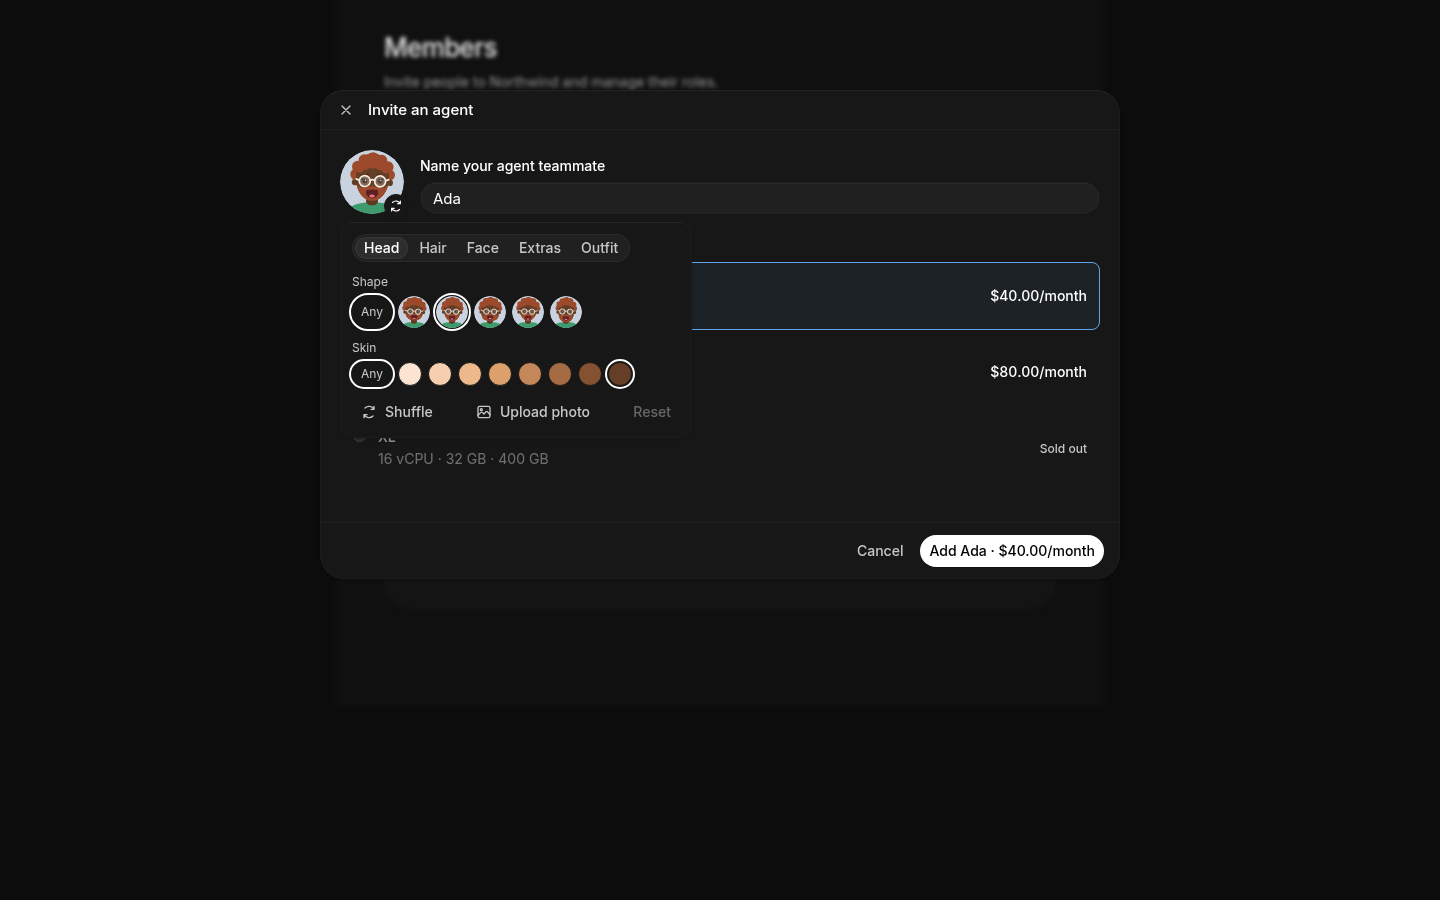 Members
Invite people to Northwind and manage their roles.
Invite an agent
Name your agent teammate
Ada
Head Hair Face Extras Outfit
Shape
Any
$40.00/month
Skin
Any
$80.00/month
Shuffle Upload photo Reset
XL
16 vCPU · 32 GB · 400 GB
Sold out
Cancel Add Ada · $40.00/month